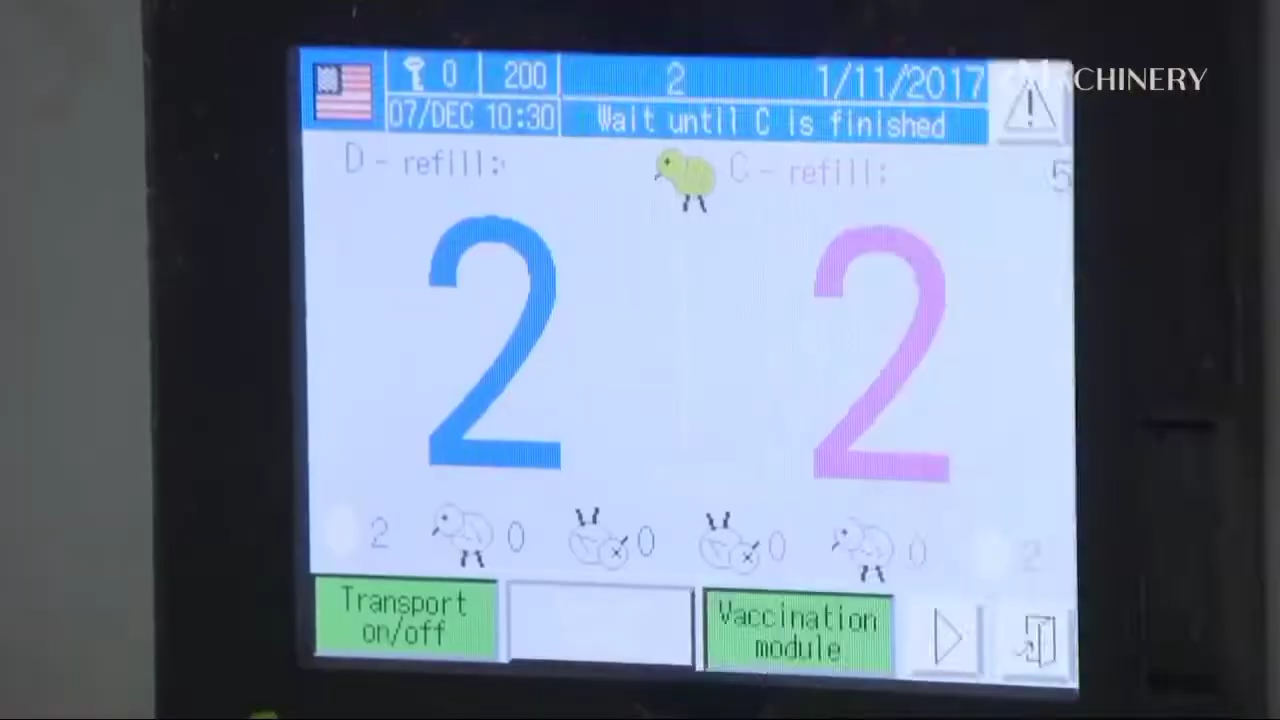 0 200 2 1/11/2017
07/DEC 10:30 Wait until C is finished
MACHINERY
D - refill: C - refill: 5
2 2
2 0 0 0 0 2
Transport on/off
Vaccination module